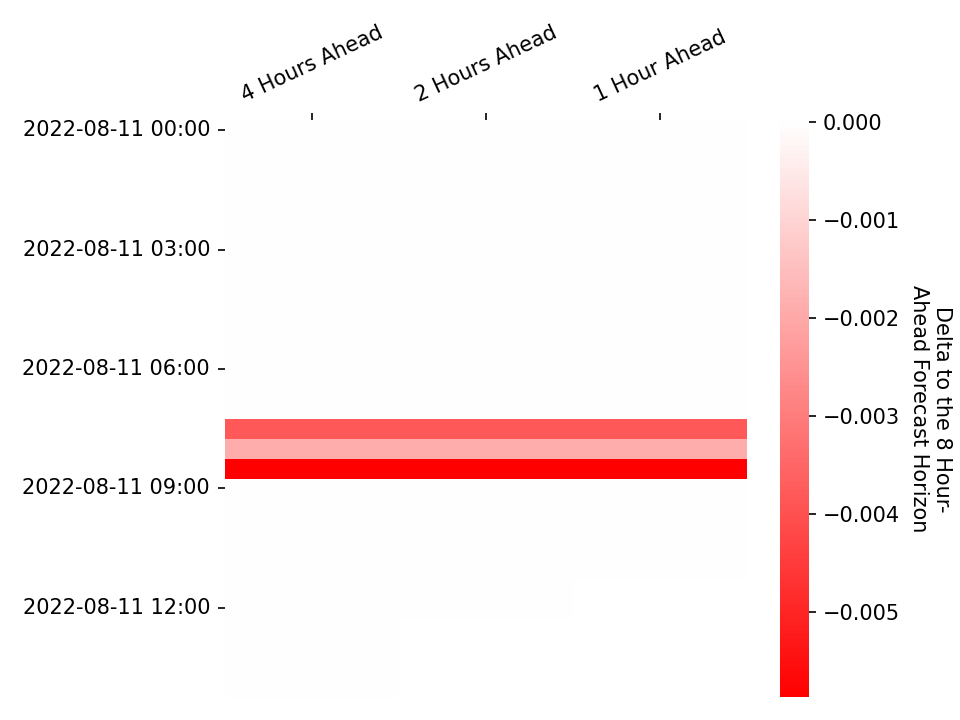 4 Hours Ahead
2 Hours Ahead
1 Hour Ahead
2022-08-11 00:00
2022-08-11 03:00
2022-08-11 06:00
2022-08-11 09:00
2022-08-11 12:00
0.000
−0.001
−0.002
−0.003
−0.004
−0.005
Delta to the 8 Hour-
Ahead Forecast Horizon